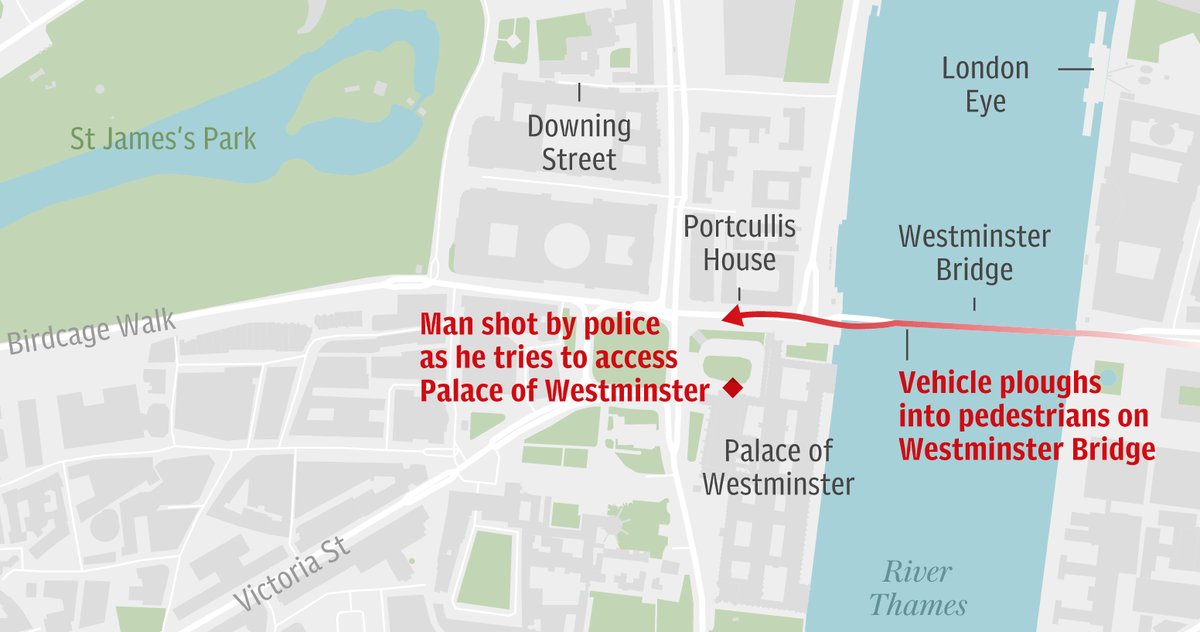 London
Eye
St James's Park
Downing
Street
Portcullis
House
Westminster
Bridge
Birdcage Walk
Man shot by police
as he tries to access
Palace of Westminster
Vehicle ploughs
into pedestrians on
Westminster Bridge
Palace of
Westminster
Victoria St
River
Thames